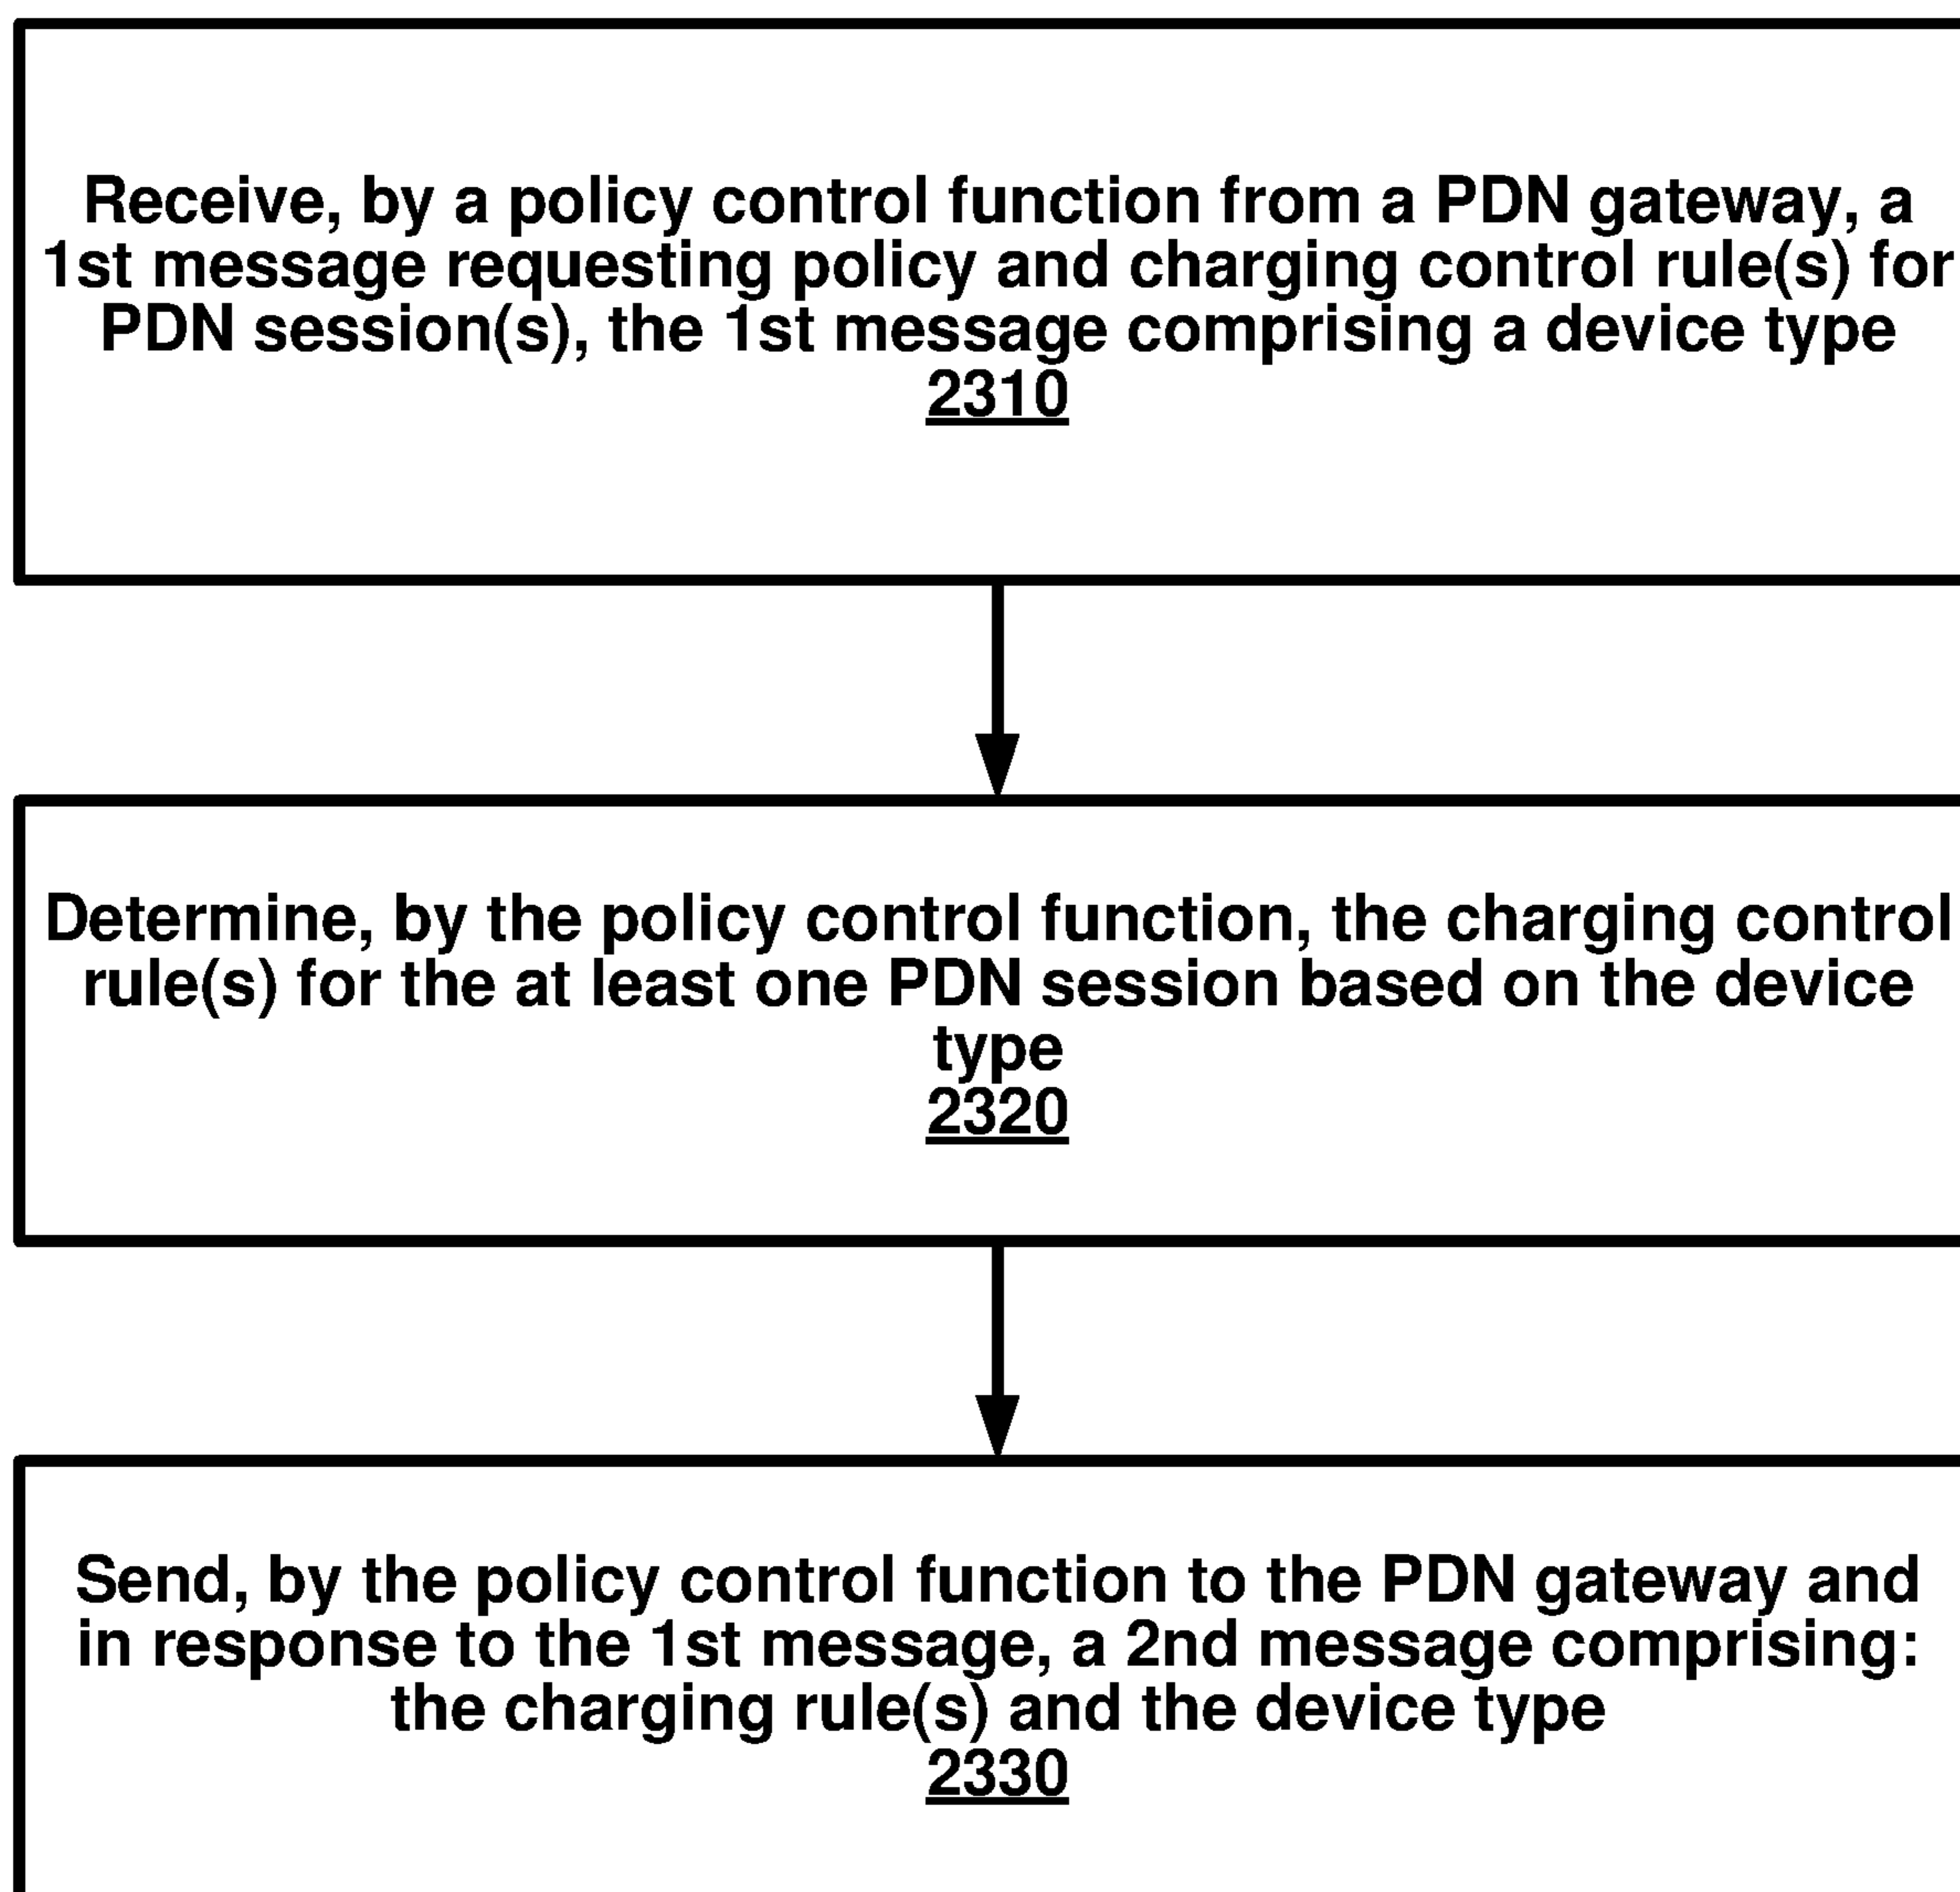 Receive, by a policy control function from a PDN gateway, a
1st message requesting policy and charging control rule(s) for
PDN session(s), the 1st message comprising a device type
2310
Determine, by the policy control function, the charging control
rule(s) for the at least one PDN session based on the device
type
2320
Send, by the policy control function to the PDN gateway and
in response to the 1st message, a 2nd message comprising:
the charging rule(s) and the device type
2330